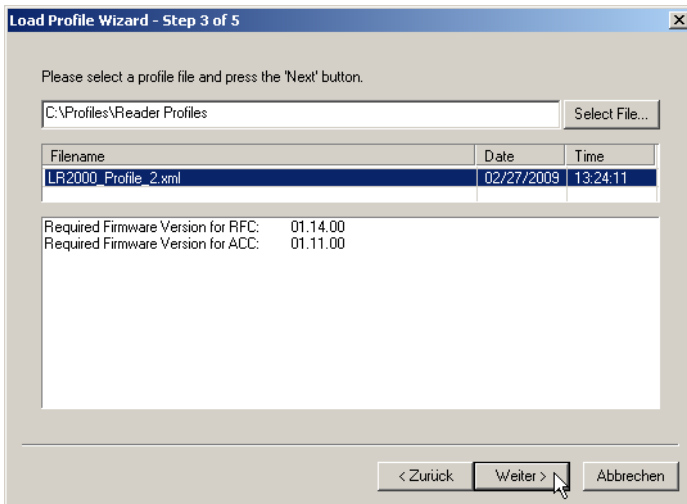 Load Profile Wizard - Step 3 of 5
Please select a profile file and press the 'Next' button.
C:\Profiles\Reader Profiles
Select File...
Filename Date Time
LR2000_Profile_2.xml 02/27/2009 13:24:11
Required Firmware Version for RFC: 01.14.00
Required Firmware Version for ACC: 01.11.00
< Zurück Weiter > Abbrechen